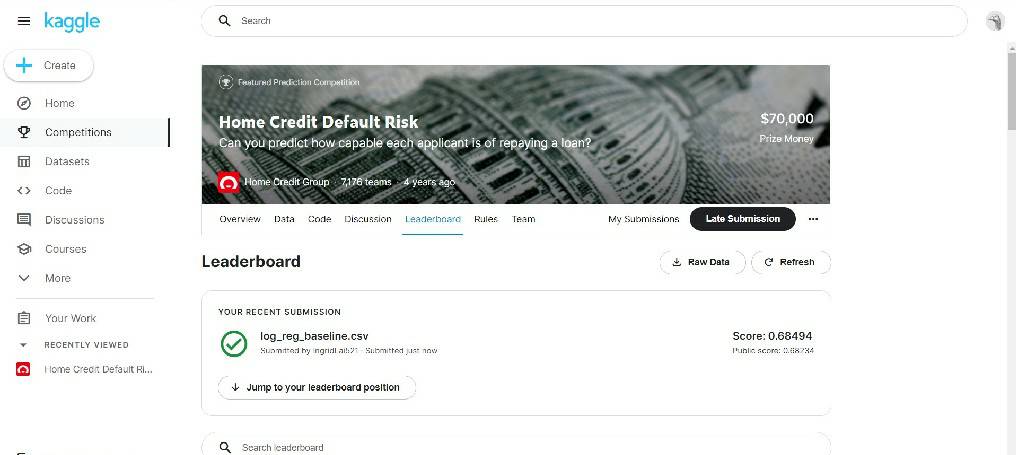 kaggle
Search
Create
Home
Competitions
Datasets
Code
Discussions
Courses
More
Your Work
RECENTLY VIEWED
Home Credit Default Ri...
Featured Prediction Competition
Home Credit Default Risk
Can you predict how capable each applicant is of repaying a loan?
$70,000
Prize Money
Home Credit Group · 7,176 teams · 4 years ago
Overview Data Code Discussion Leaderboard Rules Team My Submissions Late Submission ...
Leaderboard
Raw Data Refresh
YOUR RECENT SUBMISSION
log_reg_baseline.csv
Submitted by ingridl.ai521 · Submitted just now
Score: 0.68494
Public score: 0.68234
Jump to your leaderboard position
Search leaderboard